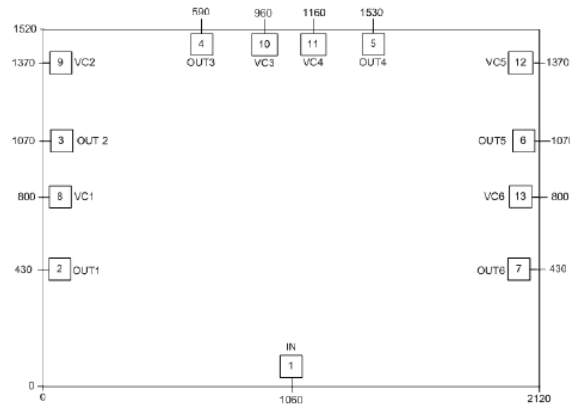 590 960 1160 1530
1520
4 10 11 5
1370 9 VC2 OUT3 VC3 VC4 OUT4 VC5 12 1370
1070 3 OUT 2 OUT5 6 1070
800 8 VC1 VC6 13 800
430 2 OUT1 OUT6 7 430
IN
1
0
0 1060 2120